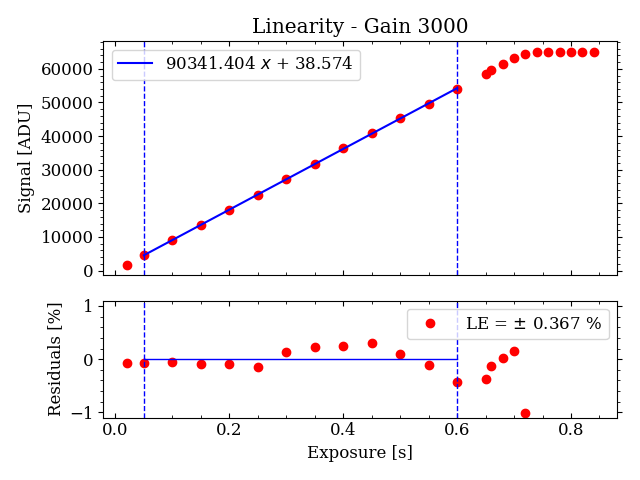 Linearity - Gain 3000
90341.404 x + 38.574
Signal [ADU]
60000
50000
40000
30000
20000
10000
0
LE = ± 0.367 %
Residuals [%]
1
0
−1
0.0 0.2 0.4 0.6 0.8
Exposure [s]